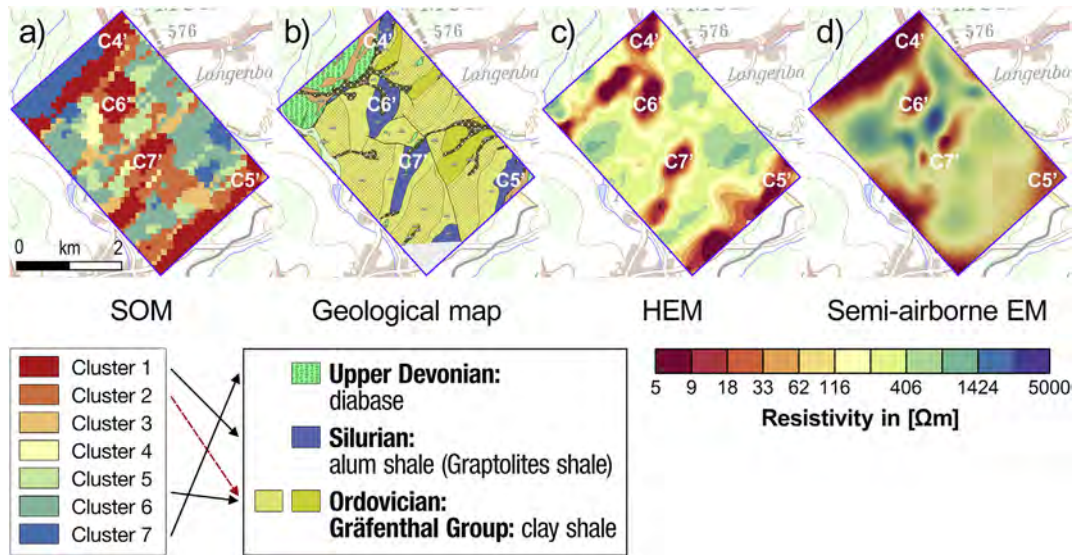 a)
576
C4'
C6'
C7'
C5'
0 km 2
b)
576
Langenba
C4'
C6'
C7'
C5'
c)
576
Langenba
C4'
C6'
C7'
C5'
d)
576
Langenba
C4'
C6'
C7'
C5'
SOM
Geological map
HEM
Semi-airborne EM
Cluster 1
Cluster 2
Cluster 3
Cluster 4
Cluster 5
Cluster 6
Cluster 7
Upper Devonian:
diabase
Silurian:
alum shale (Graptolites shale)
Ordovician:
Gräfenthal Group: clay shale
5 9 18 33 62 116 406 1424 5000
Resistivity in [Ωm]